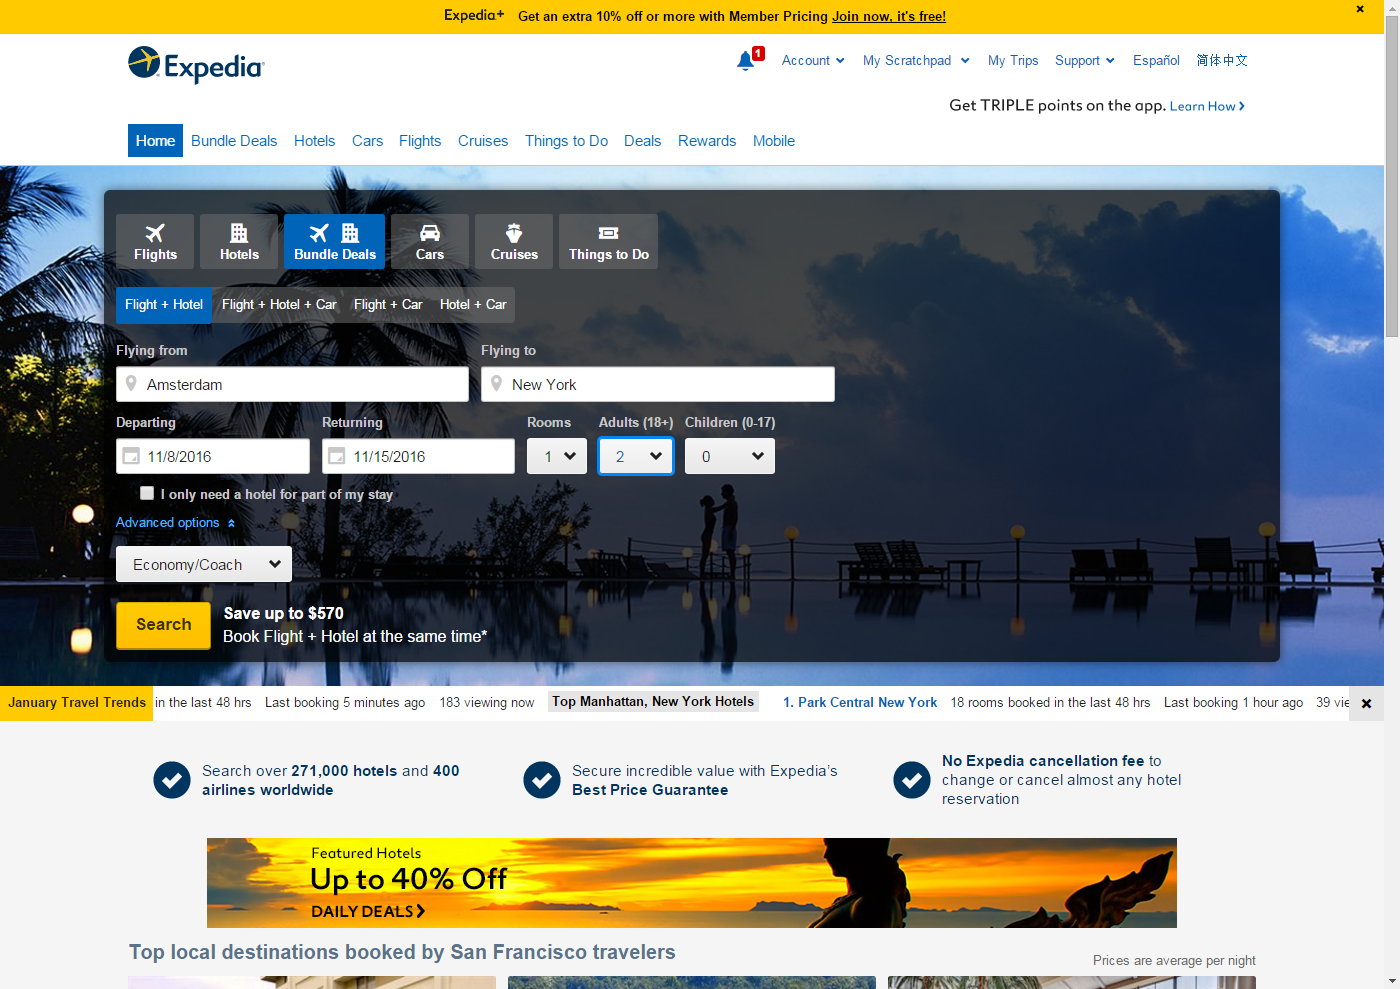 Expedia+ Get an extra 10% off or more with Member Pricing Join now, it's free!
Expedia
1 Account My Scratchpad My Trips Support Español 简体中文
Get TRIPLE points on the app. Learn How
Home Bundle Deals Hotels Cars Flights Cruises Things to Do Deals Rewards Mobile
Flights Hotels Bundle Deals Cars Cruises Things to Do
Flight + Hotel Flight + Hotel + Car Flight + Car Hotel + Car
Flying from Flying to
Amsterdam New York
Departing Returning Rooms Adults (18+) Children (0-17)
11/8/2016 11/15/2016 1 2 0
I only need a hotel for part of my stay
Advanced options
Economy/Coach
Search
Save up to $570
Book Flight + Hotel at the same time*
January Travel Trends in the last 48 hrs Last booking 5 minutes ago 183 viewing now Top Manhattan, New York Hotels 1. Park Central New York 18 rooms booked in the last 48 hrs Last booking 1 hour ago 39 vie
Search over 271,000 hotels and 400
airlines worldwide
Secure incredible value with Expedia’s
Best Price Guarantee
No Expedia cancellation fee to
change or cancel almost any hotel
reservation
Featured Hotels
Up to 40% Off
DAILY DEALS
Top local destinations booked by San Francisco travelers
Prices are average per night